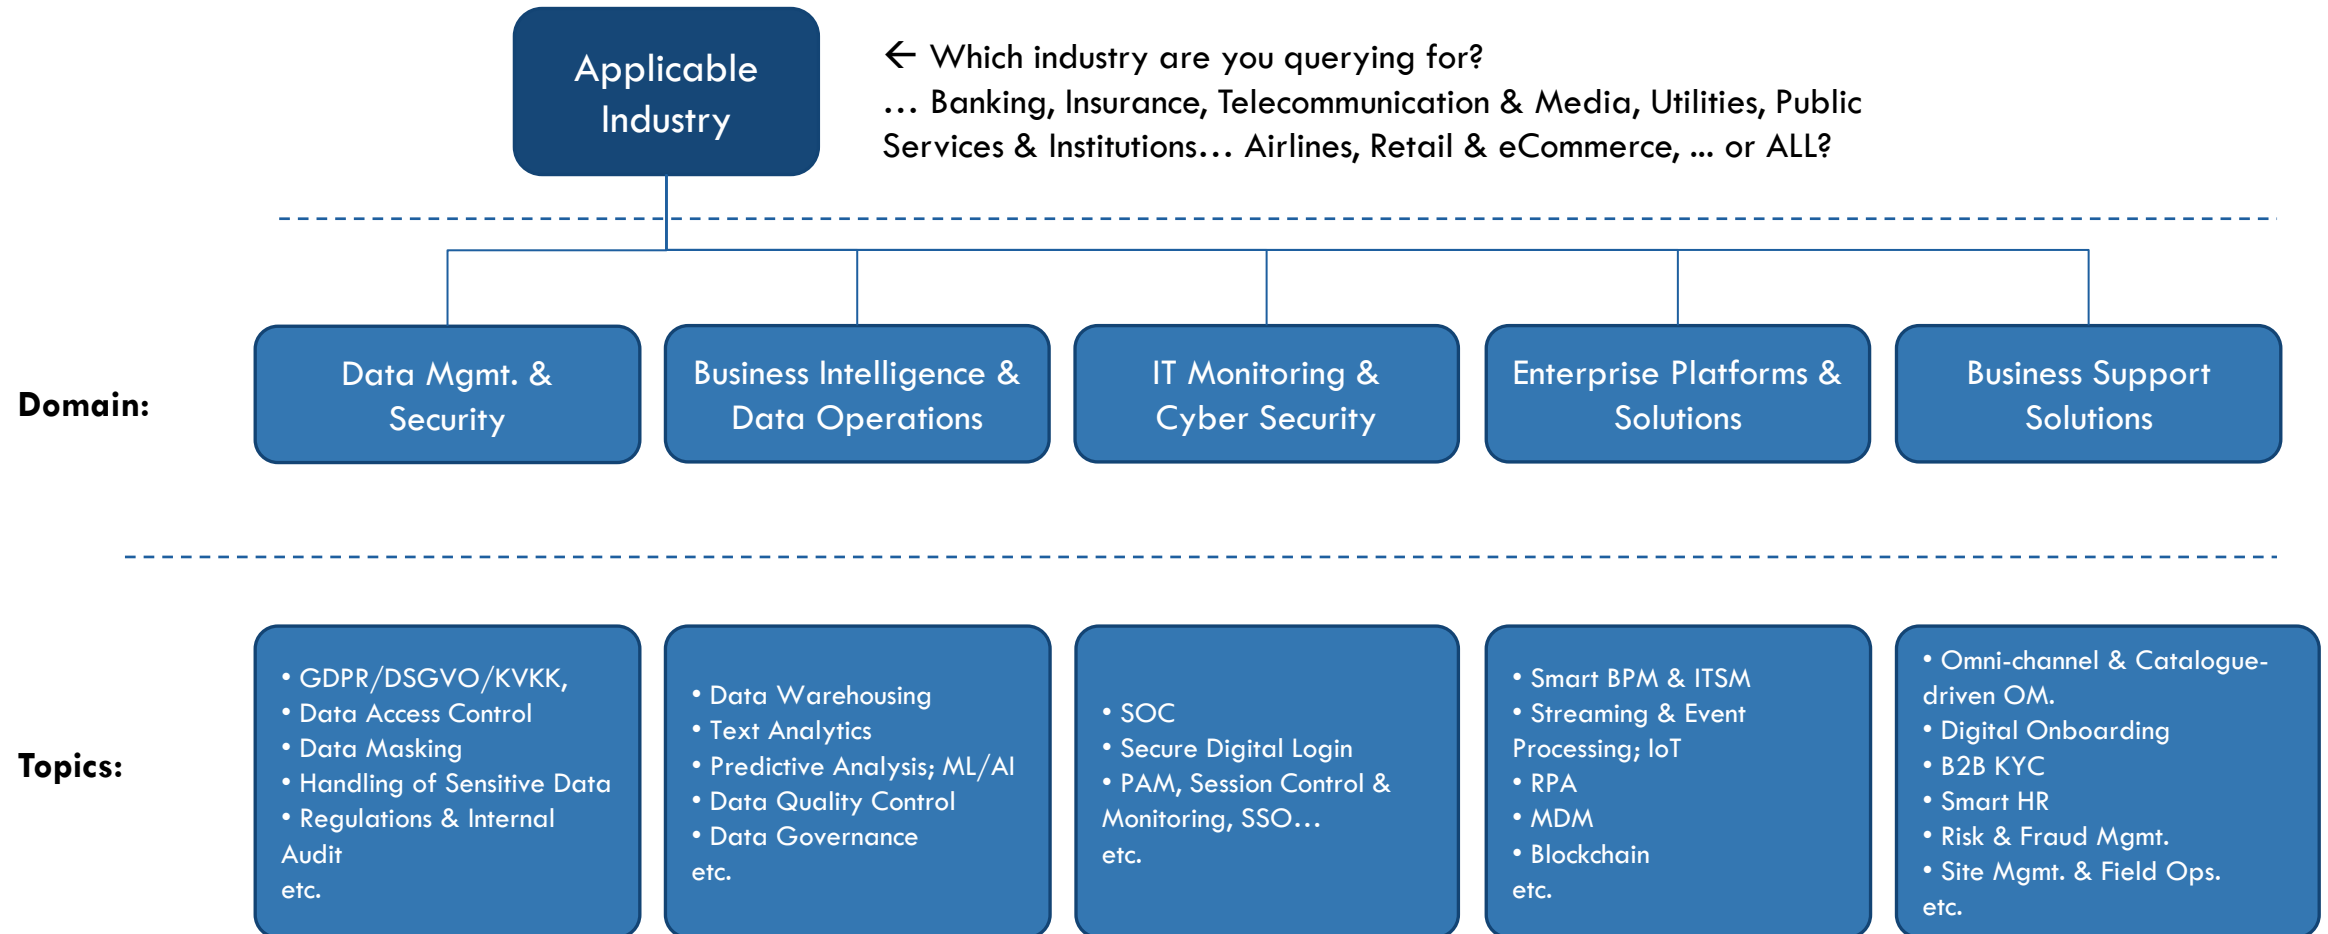 Applicable
Industry
← Which industry are you querying for?
… Banking, Insurance, Telecommunication & Media, Utilities, Public
Services & Institutions… Airlines, Retail & eCommerce, ... or ALL?
Domain:
Data Mgmt. &
Security
Business Intelligence &
Data Operations
IT Monitoring &
Cyber Security
Enterprise Platforms &
Solutions
Business Support
Solutions
Topics:
• GDPR/DSGVO/KVKK,
• Data Access Control
• Data Masking
• Handling of Sensitive Data
• Regulations & Internal
Audit
etc.
• Data Warehousing
• Text Analytics
• Predictive Analysis; ML/AI
• Data Quality Control
• Data Governance
etc.
• SOC
• Secure Digital Login
• PAM, Session Control &
Monitoring, SSO…
etc.
• Smart BPM & ITSM
• Streaming & Event
Processing; IoT
• RPA
• MDM
• Blockchain
etc.
• Omni-channel & Catalogue-
driven OM.
• Digital Onboarding
• B2B KYC
• Smart HR
• Risk & Fraud Mgmt.
• Site Mgmt. & Field Ops.
etc.